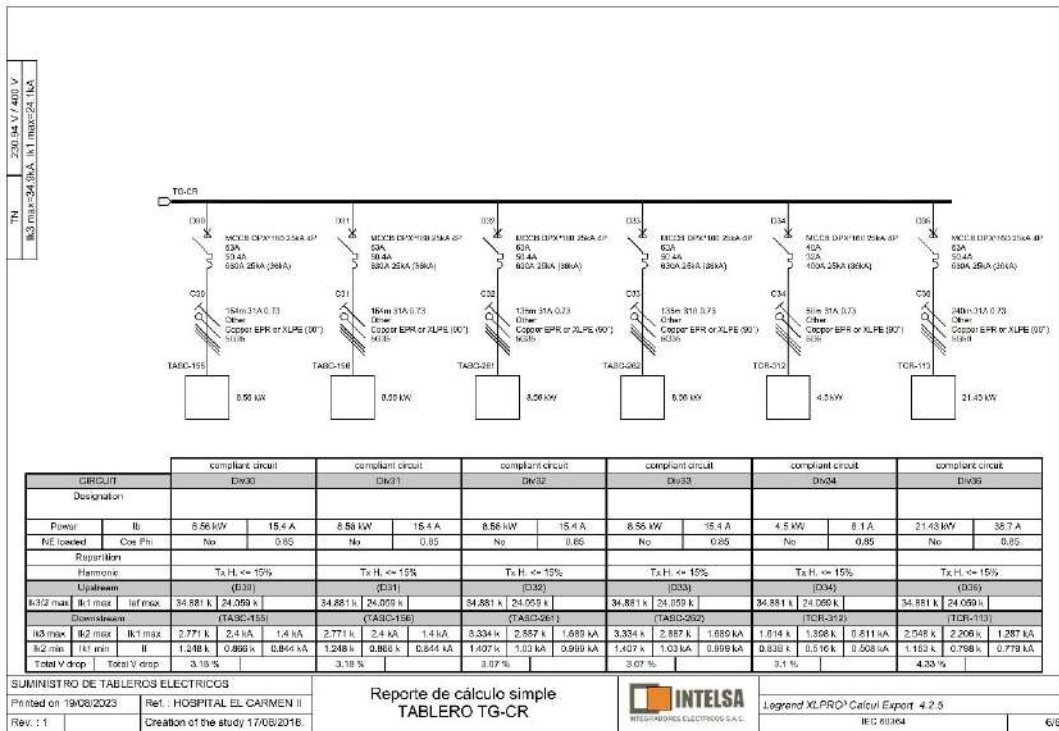 TN
230.94 V / 400 V
Ik3 max=34.9kA Ik1 max=24.1kA
TG-CR
D30
MCCB DPX³160 25kA 4P
63A
50.4A
630A 25kA (36kA)
D31
MCCB DPX³160 25kA 4P
63A
50.4A
630A 25kA (36kA)
D32
MCCB DPX³160 25kA 4P
63A
50.4A
630A 25kA (36kA)
D33
MCCB DPX³160 25kA 4P
63A
50.4A
630A 25kA (36kA)
D34
MCCB DPX³160 25kA 4P
40A
32A
400A 25kA (36kA)
D36
MCCB DPX³160 25kA 4P
63A
50.4A
630A 25kA (36kA)
C30
164m 31A 0.73
Other
Copper EPR or XLPE (90°)
5G35
C31
164m 31A 0.73
Other
Copper EPR or XLPE (90°)
5G35
C32
135m 31A 0.73
Other
Copper EPR or XLPE (90°)
5G35
C33
135m 31A 0.73
Other
Copper EPR or XLPE (90°)
5G35
C34
31A 0.73
Other
Copper EPR or XLPE (90°)
C36
240m 31A 0.73
Other
Copper EPR or XLPE (90°)
TASC-155
8.56 kW
TASC-156
8.56 kW
TASC-261
8.56 kW
TASC-262
8.56 kW
TCR-312
4.5 kW
TCR-113
21.43 kW
compliant circuit compliant circuit compliant circuit compliant circuit compliant circuit compliant circuit
CIRCUIT Div30 Div31 Div32 Div33 Div34 Div36
Designation
Power Ib 8.56 kW 15.4 A 8.56 kW 15.4 A 8.56 kW 15.4 A 8.56 kW 15.4 A 4.5 kW 8.1 A 21.43 kW 38.7 A
NE loaded Cos Phi No 0.85 No 0.85 No 0.85 No 0.85 No 0.85 No 0.85
Repartition
Harmonic Tx H. <= 15% Tx H. <= 15% Tx H. <= 15% Tx H. <= 15% Tx H. <= 15% Tx H. <= 15%
Upstream (D30) (D31) (D32) (D33) (D34) (D36)
Ik3/2 max Ik1 max Ief max 34.881 k 24.059 k 34.881 k 24.059 k 34.881 k 24.059 k 34.881 k 24.059 k 34.881 k 24.059 k 34.881 k 24.059 k
Downstream (TASC-155) (TASC-156) (TASC-261) (TASC-262) (TCR-312) (TCR-113)
Ik3 max Ik2 max Ik1 max 2.771 k 2.4 kA 1.4 kA 2.771 k 2.4 kA 1.4 kA 3.334 k 2.887 k 1.689 kA 3.334 k 2.887 k 1.689 kA 1.614 k 1.398 k 0.811 kA 2.548 k 2.206 k 1.287 kA
Ik2 min Ik1 min If 1.248 k 0.866 k 0.844 kA 1.248 k 0.866 k 0.844 kA 1.407 k 1.03 kA 0.999 kA 1.407 k 1.03 kA 0.999 kA 0.838 k 0.516 k 0.508 kA 1.163 k 0.798 k 0.779 kA
Total V drop Total V drop 3.18 % 3.18 % 3.07 % 3.07 % 3.1 % 4.33 %
SUMINISTRO DE TABLEROS ELECTRICOS
Printed on 19/08/2023 Ref. : HOSPITAL EL CARMEN II
Rev. : 1 Creation of the study 17/08/2018.
Reporte de cálculo simple
TABLERO TG-CR
INTELSA
INTEGRADORES ELECTRICOS S.A.C.
Legrand XLPRO³ Calcul Export 4.2.5
IEC 60364 6/6